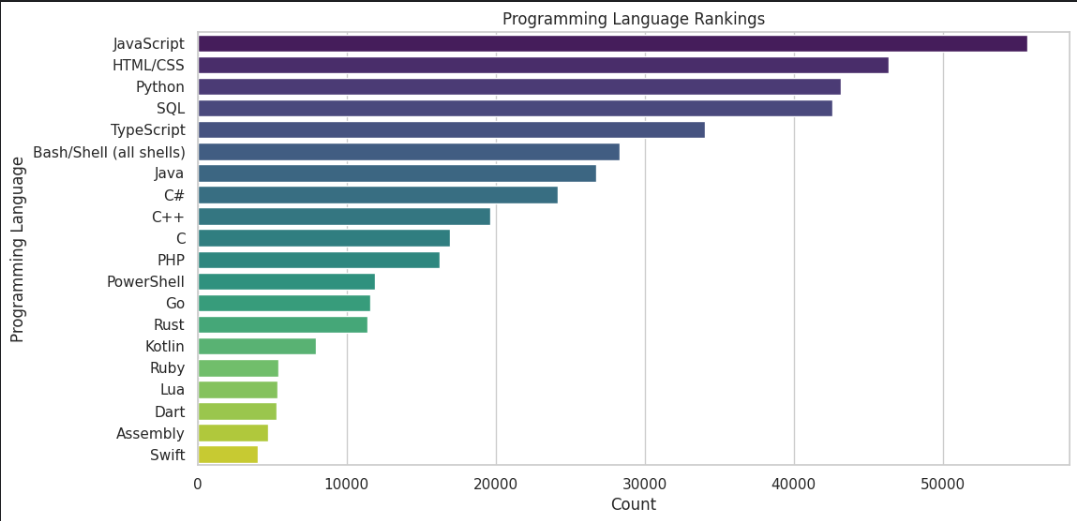 Programming Language Rankings
Programming Language
JavaScript
HTML/CSS
Python
SQL
TypeScript
Bash/Shell (all shells)
Java
C#
C++
C
PHP
PowerShell
Go
Rust
Kotlin
Ruby
Lua
Dart
Assembly
Swift
0 10000 20000 30000 40000 50000
Count